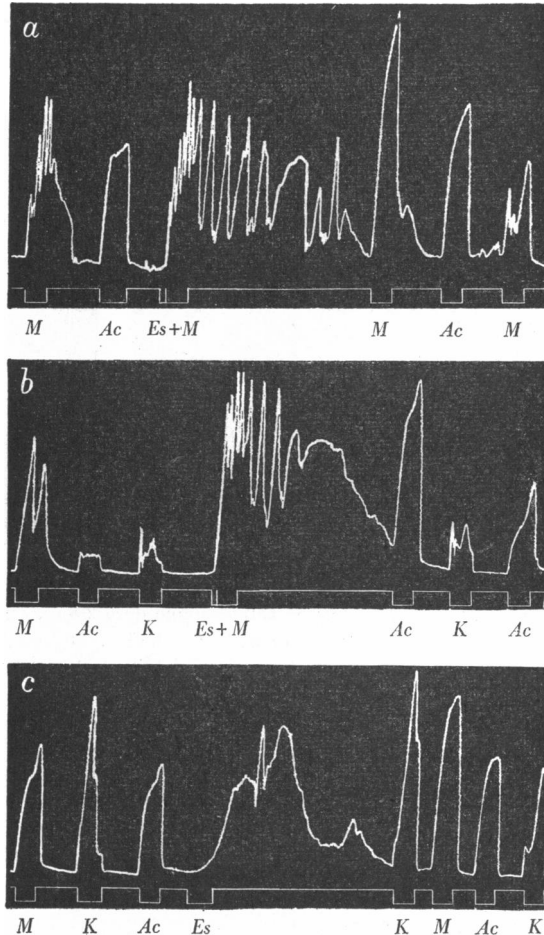 a
M Ac Es+M M Ac M
b
M Ac K Es+M Ac K Ac
c
M K Ac Es K M Ac K